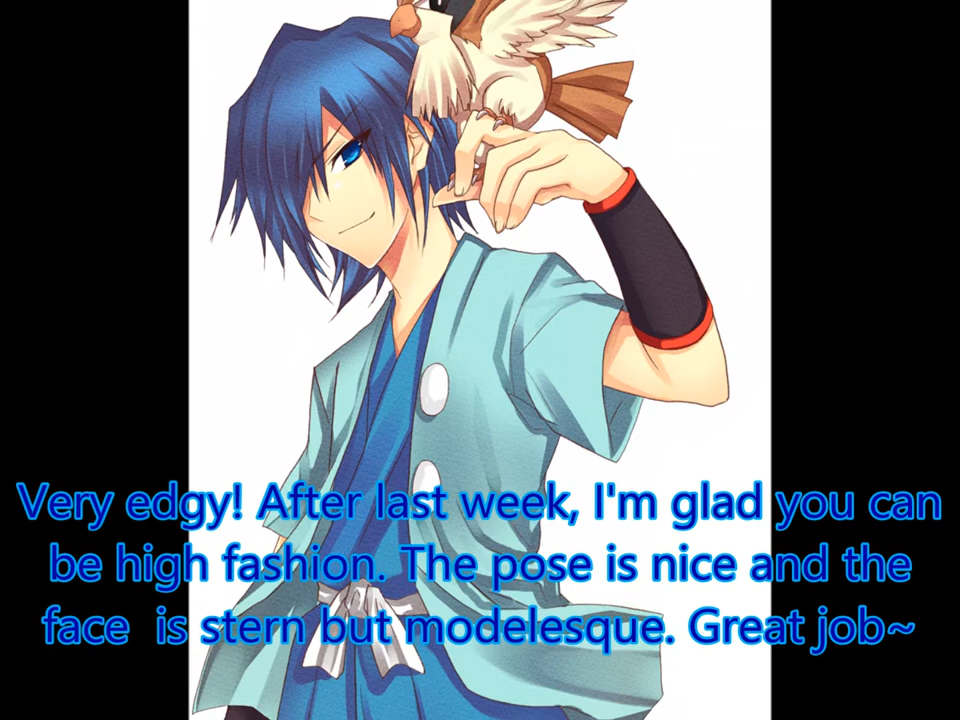 Very edgy! After last week, I'm glad you can
be high fashion. The pose is nice and the
face  is stern but modelesque. Great job~